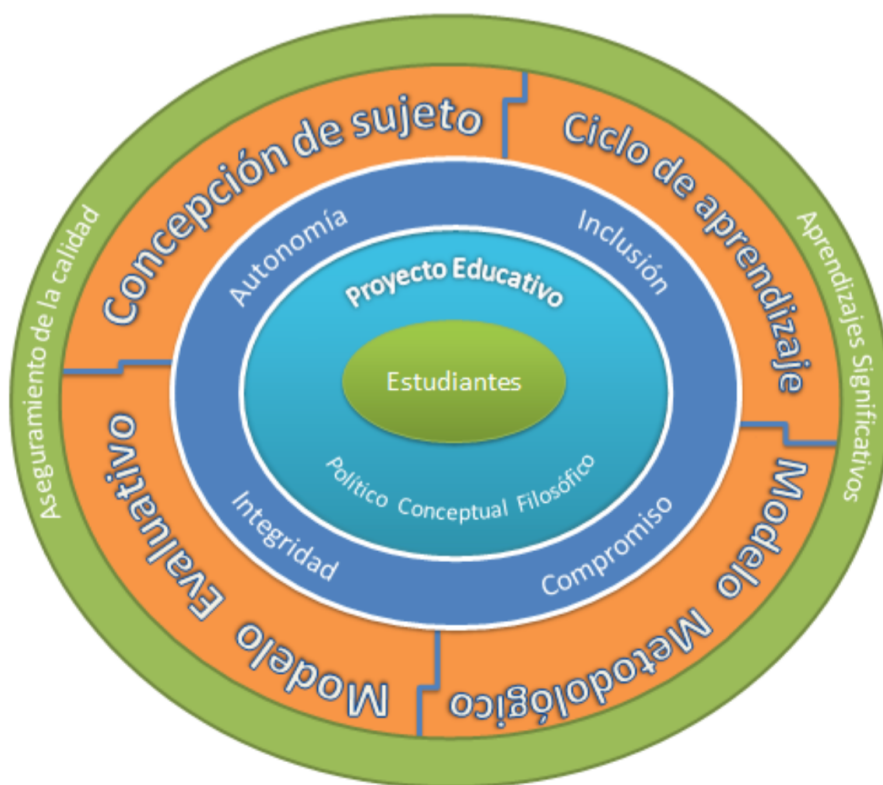 Concepción de sujeto
Ciclo de aprendizaje
Modelo Metodológico
Modelo Evaluativo
Aseguramiento de la calidad
Aprendizajes Significativos
Autonomía
Inclusión
Compromiso
Integridad
Proyecto Educativo
Estudiantes
Político Conceptual Filosófico